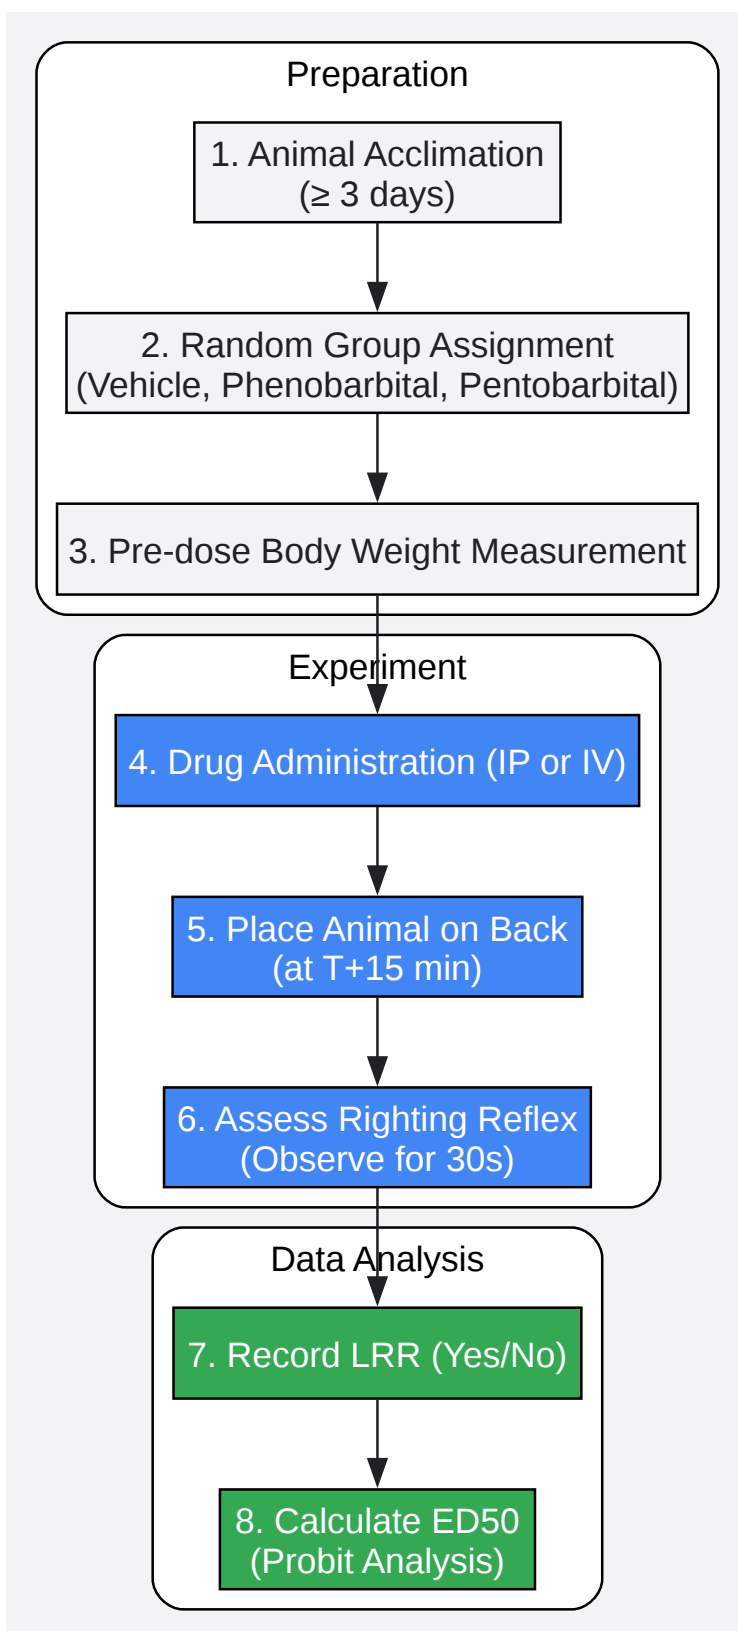 Preparation
1. Animal Acclimation
(≥ 3 days)
2. Random Group Assignment
(Vehicle, Phenobarbital, Pentobarbital)
3. Pre-dose Body Weight Measurement
Experiment
4. Drug Administration (IP or IV)
5. Place Animal on Back
(at T+15 min)
6. Assess Righting Reflex
(Observe for 30s)
Data Analysis
7. Record LRR (Yes/No)
8. Calculate ED50
(Probit Analysis)